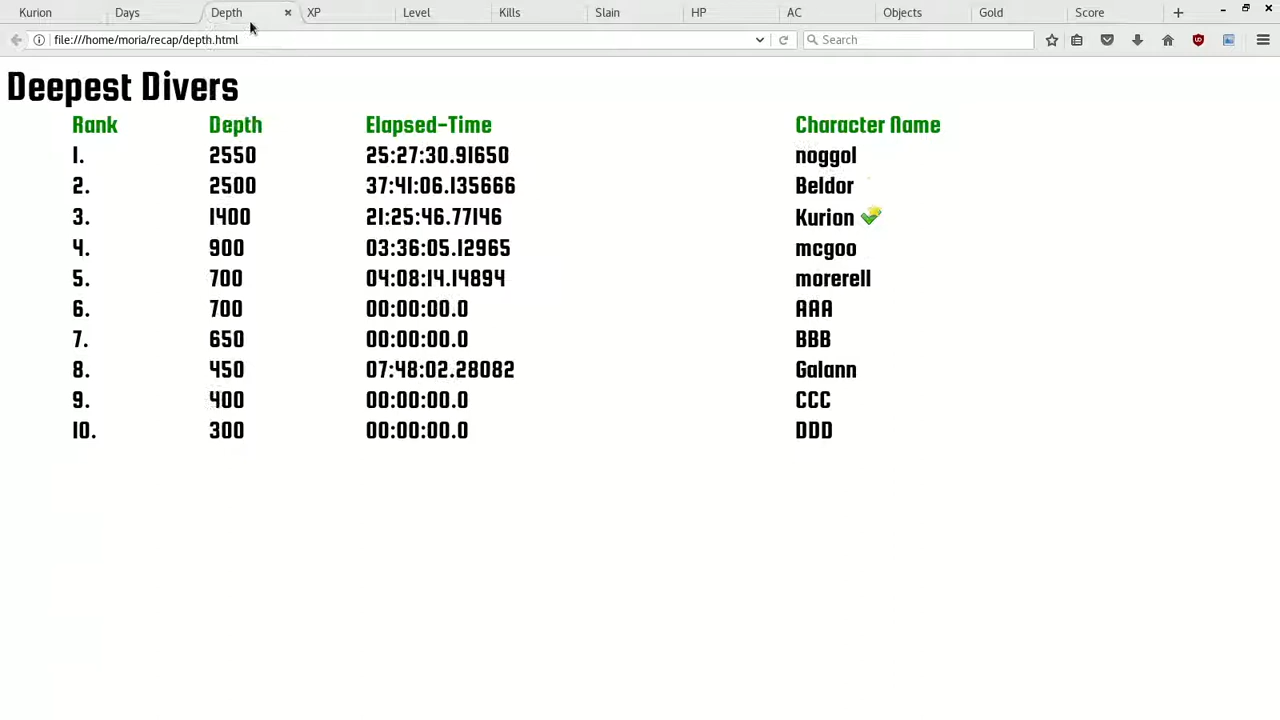 Kurion Days Depth XP Level Kills Slain HP AC Objects Gold Score
file:///home/moria/recap/depth.html Search
Deepest Divers
Rank Depth Elapsed-Time Character Name
1. 2550 25:27:30.91650 noggol
2. 2500 37:41:06.135666 Beldor
3. 1400 21:25:46.77146 Kurion
4. 900 03:36:05.12965 mcgoo
5. 700 04:08:14.14894 morerell
6. 700 00:00:00.0 AAA
7. 650 00:00:00.0 BBB
8. 450 07:48:02.28082 Galann
9. 400 00:00:00.0 CCC
10. 300 00:00:00.0 DDD